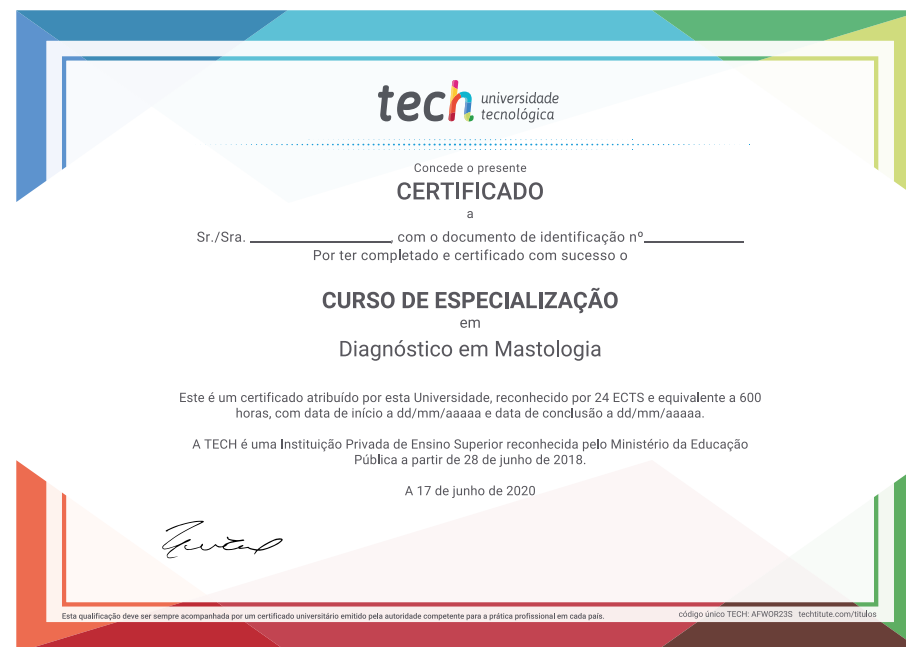 tech universidade
tecnológica
Concede o presente
CERTIFICADO
a
Sr./Sra. ____________________, com o documento de identificação nº______________
Por ter completado e certificado com sucesso o
CURSO DE ESPECIALIZAÇÃO
em
Diagnóstico em Mastologia
Este é um certificado atribuído por esta Universidade, reconhecido por 24 ECTS e equivalente a 600
horas, com data de início a dd/mm/aaaaa e data de conclusão a dd/mm/aaaaa.
A TECH é uma Instituição Privada de Ensino Superior reconhecida pelo Ministério da Educação
Pública a partir de 28 de junho de 2018.
A 17 de junho de 2020
Esta qualificação deve ser sempre acompanhada por um certificado universitário emitido pela autoridade competente para a prática profissional em cada país.
código único TECH: AFWOR23S techtitute.com/titulos